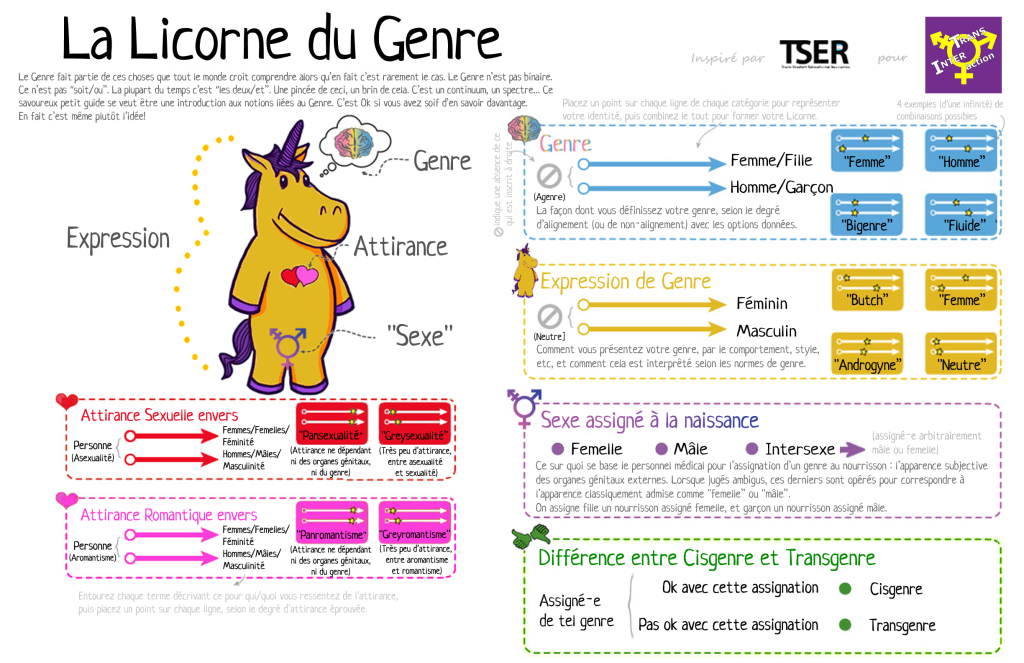 La Licorne du Genre
Inspiré par
TSER
Trans Student Educational Resources
pour
TRANS
INTER
action
Le Genre fait partie de ces choses que tout le monde croit comprendre alors qu'en fait c'est rarement le cas. Le Genre n'est pas binaire.
Ce n'est pas "soit/ou". La plupart du temps c'est "les deux/et". Une pincée de ceci, un brin de cela. C'est un continuum, un spectre... Ce
savoureux petit guide se veut être une introduction aux notions liées au Genre. C'est Ok si vous avez soif d'en savoir davantage.
En fait c'est même plutôt l'idée!
Genre
Expression
Attirance
"Sexe"
Placez un point sur chaque ligne de chaque catégorie pour représenter
votre identité, puis combinez le tout pour former votre Licorne.
4 exemples (d'une infinité) de
combinaisons possibles
indique une absence de ce
qui est inscrit à droite
Genre
(Agenre)
Femme/Fille
Homme/Garçon
La façon dont vous définissez votre genre, selon le degré
d'alignement (ou de non-alignement) avec les options données.
"Femme"
"Homme"
"Bigenre"
"Fluide"
Expression de Genre
(Neutre)
Féminin
Masculin
Comment vous présentez votre genre, par le comportement, style,
etc, et comment cela est interprêté selon les normes de genre.
"Butch"
"Femme"
"Androgyne"
"Neutre"
Attirance Sexuelle envers
Personne
(Asexualité)
Femmes/Femelles/
Féminité
Hommes/Mâles/
Masculinité
"Pansexualité"
(Attirance ne dépendant
ni des organes génitaux,
ni du genre)
"Greysexualité"
(Très peu d'attirance,
entre asexualité
et sexualité)
Attirance Romantique envers
Personne
(Aromantisme)
Femmes/Femelles/
Féminité
Hommes/Mâles/
Masculinité
"Panromantisme"
(Attirance ne dépendant
ni des organes génitaux,
ni du genre)
"Greyromantisme"
(Très peu d'attirance,
entre aromantisme
et romantisme)
Entourez chaque terme décrivant ce pour qui/quoi vous ressentez de l'attirance,
puis placez un point sur chaque ligne, selon le degré d'attirance éprouvée.
Sexe assigné à la naissance
Femelle
Mâle
Intersexe
(assigné-e arbitrairement
mâle ou femelle)
Ce sur quoi se base le personnel médical pour l'assignation d'un genre au nourrisson : l'apparence subjective
des organes génitaux externes. Lorsque jugés ambigus, ces derniers sont opérés pour correspondre à
l'apparence classiquement admise comme "femelle" ou "mâle".
On assigne fille un nourrisson assigné femelle, et garçon un nourrisson assigné mâle.
Différence entre Cisgenre et Transgenre
Assigné-e
de tel genre
Ok avec cette assignation
Cisgenre
Pas ok avec cette assignation
Transgenre